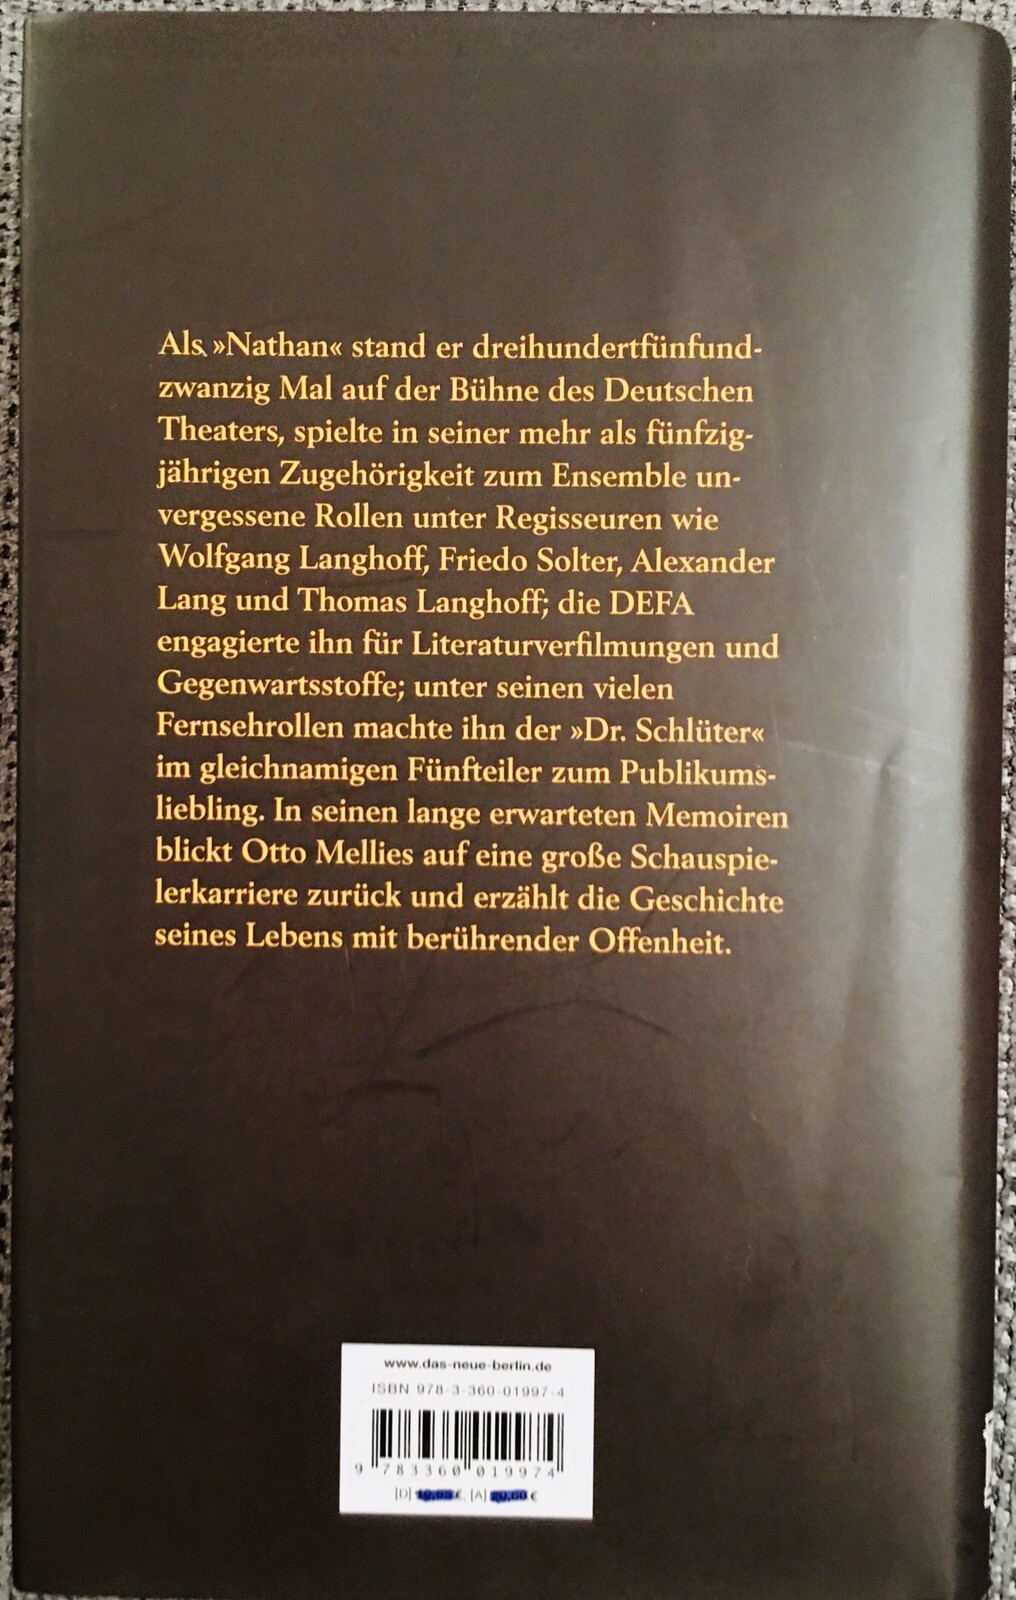 Als »Nathan« stand er dreihundertfünfund-
zwanzig Mal auf der Bühne des Deutschen
Theaters, spielte in seiner mehr als fünfzig-
jährigen Zugehörigkeit zum Ensemble un-
vergessene Rollen unter Regisseuren wie
Wolfgang Langhoff, Friedo Solter, Alexander
Lang und Thomas Langhoff; die DEFA
engagierte ihn für Literaturverfilmungen und
Gegenwartsstoffe; unter seinen vielen
Fernsehrollen machte ihn der »Dr. Schlüter«
im gleichnamigen Fünfteiler zum Publikums-
liebling. In seinen lange erwarteten Memoiren
blickt Otto Mellies auf eine große Schauspie-
lerkarriere zurück und erzählt die Geschichte
seines Lebens mit berührender Offenheit.
www.das-neue-berlin.de
ISBN 978-3-360-01997-4
9 783360 019974
[D] €, [A] €